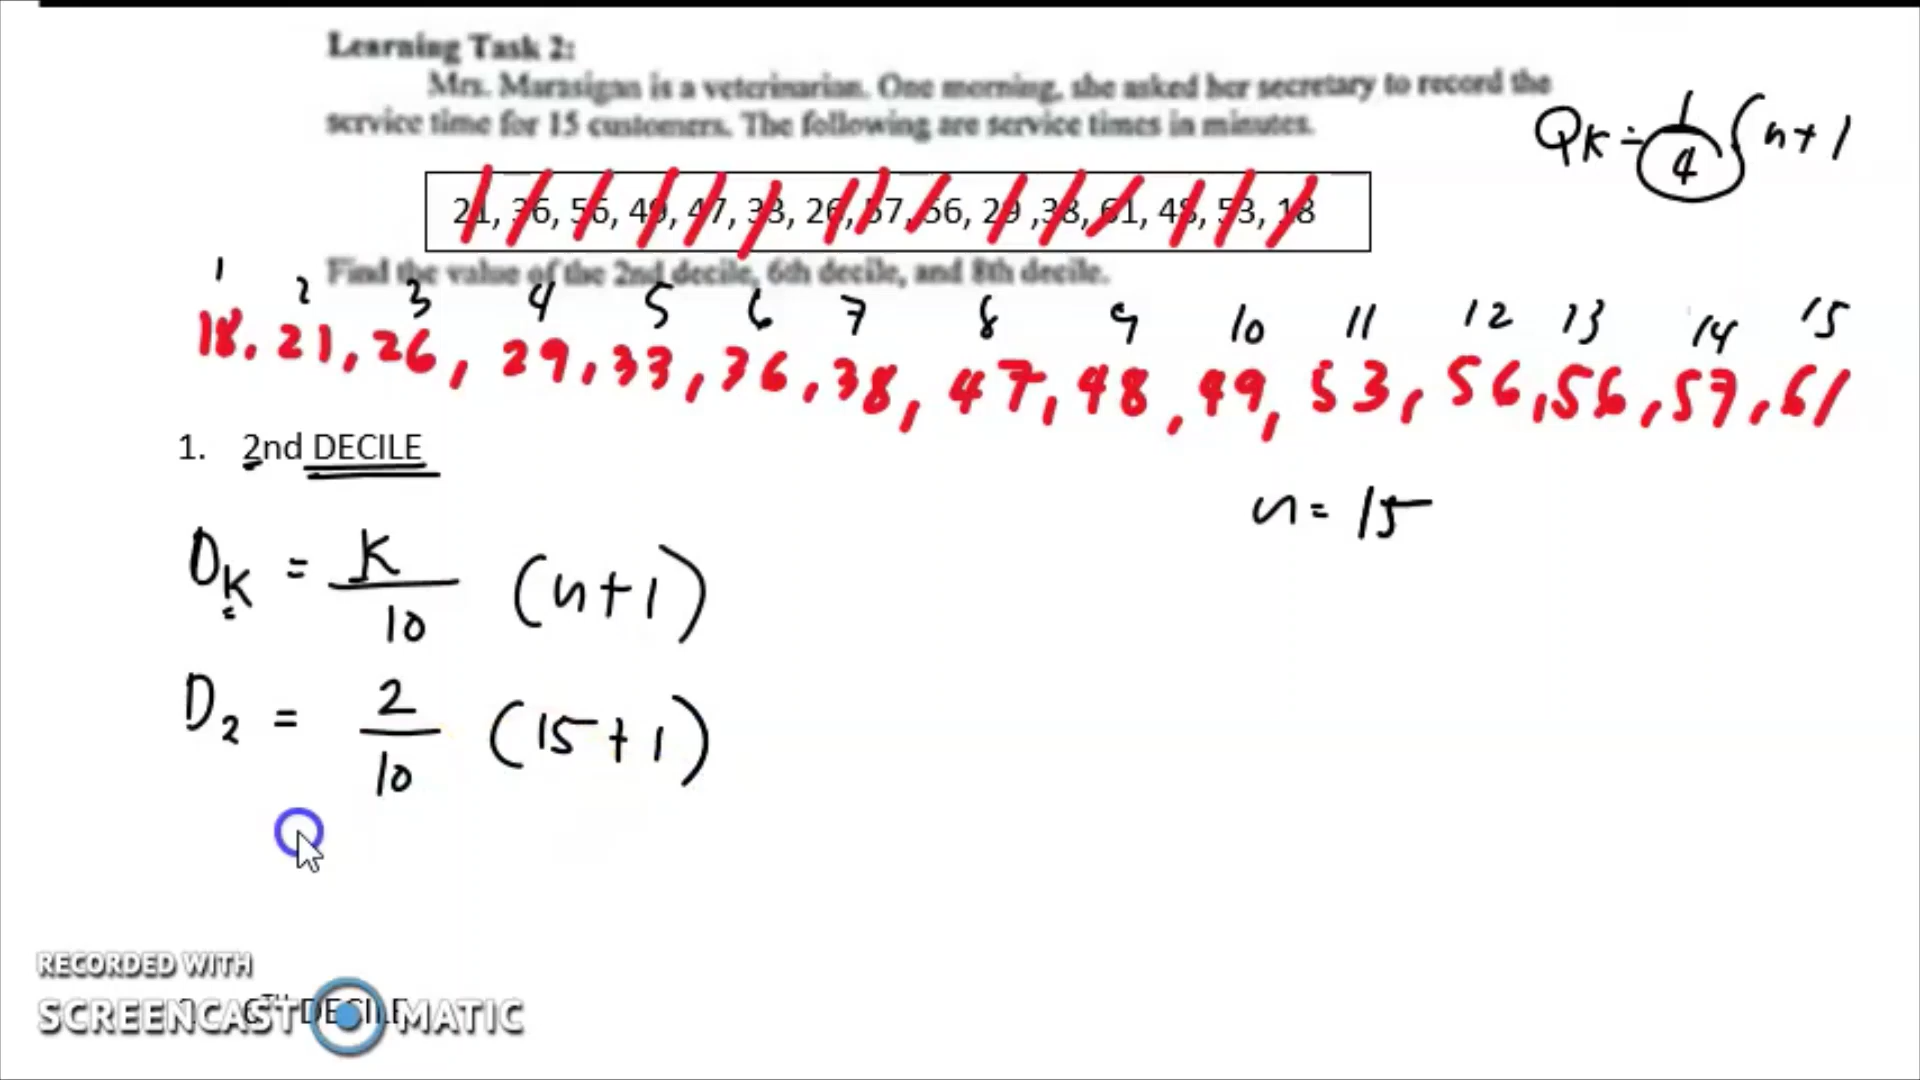 Learning Task 2:
Mrs. Marasigan is a veterinarian. One morning, she asked her secretary to record the
service time for 15 customers. The following are service times in minutes.
QK = 1/4 (n+1
21, 36, 56, 49, 47, 33, 26, 57, 56, 29 ,38, 61, 48, 53, 18
Find the value of the 2nd decile, 6th decile, and 8th decile.
1 2 3 4 5 6 7 8 9 10 11 12 13 14 15
18, 21, 26, 29, 33, 36, 38, 47, 48, 49, 53, 56, 56, 57, 61
1. 2nd DECILE
n = 15
DK = K/10 (n+1)
D2 = 2/10 (15+1)
RECORDED WITH
SCREENCAST MATIC
6TH DECILE